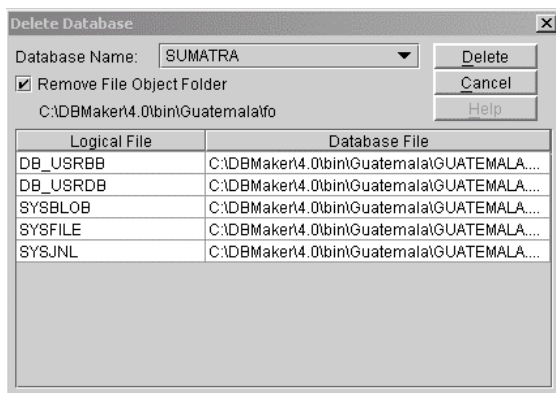 Delete Database
Database Name: SUMATRA Delete
Remove File Object Folder Cancel
C:\DBMaker\4.0\bin\Guatemala\fo Help
Logical File Database File
DB_USRBB C:\DBMaker\4.0\bin\Guatemala\GUATEMALA....
DB_USRDB C:\DBMaker\4.0\bin\Guatemala\GUATEMALA....
SYSBLOB C:\DBMaker\4.0\bin\Guatemala\GUATEMALA....
SYSFILE C:\DBMaker\4.0\bin\Guatemala\GUATEMALA....
SYSJNL C:\DBMaker\4.0\bin\Guatemala\GUATEMALA....